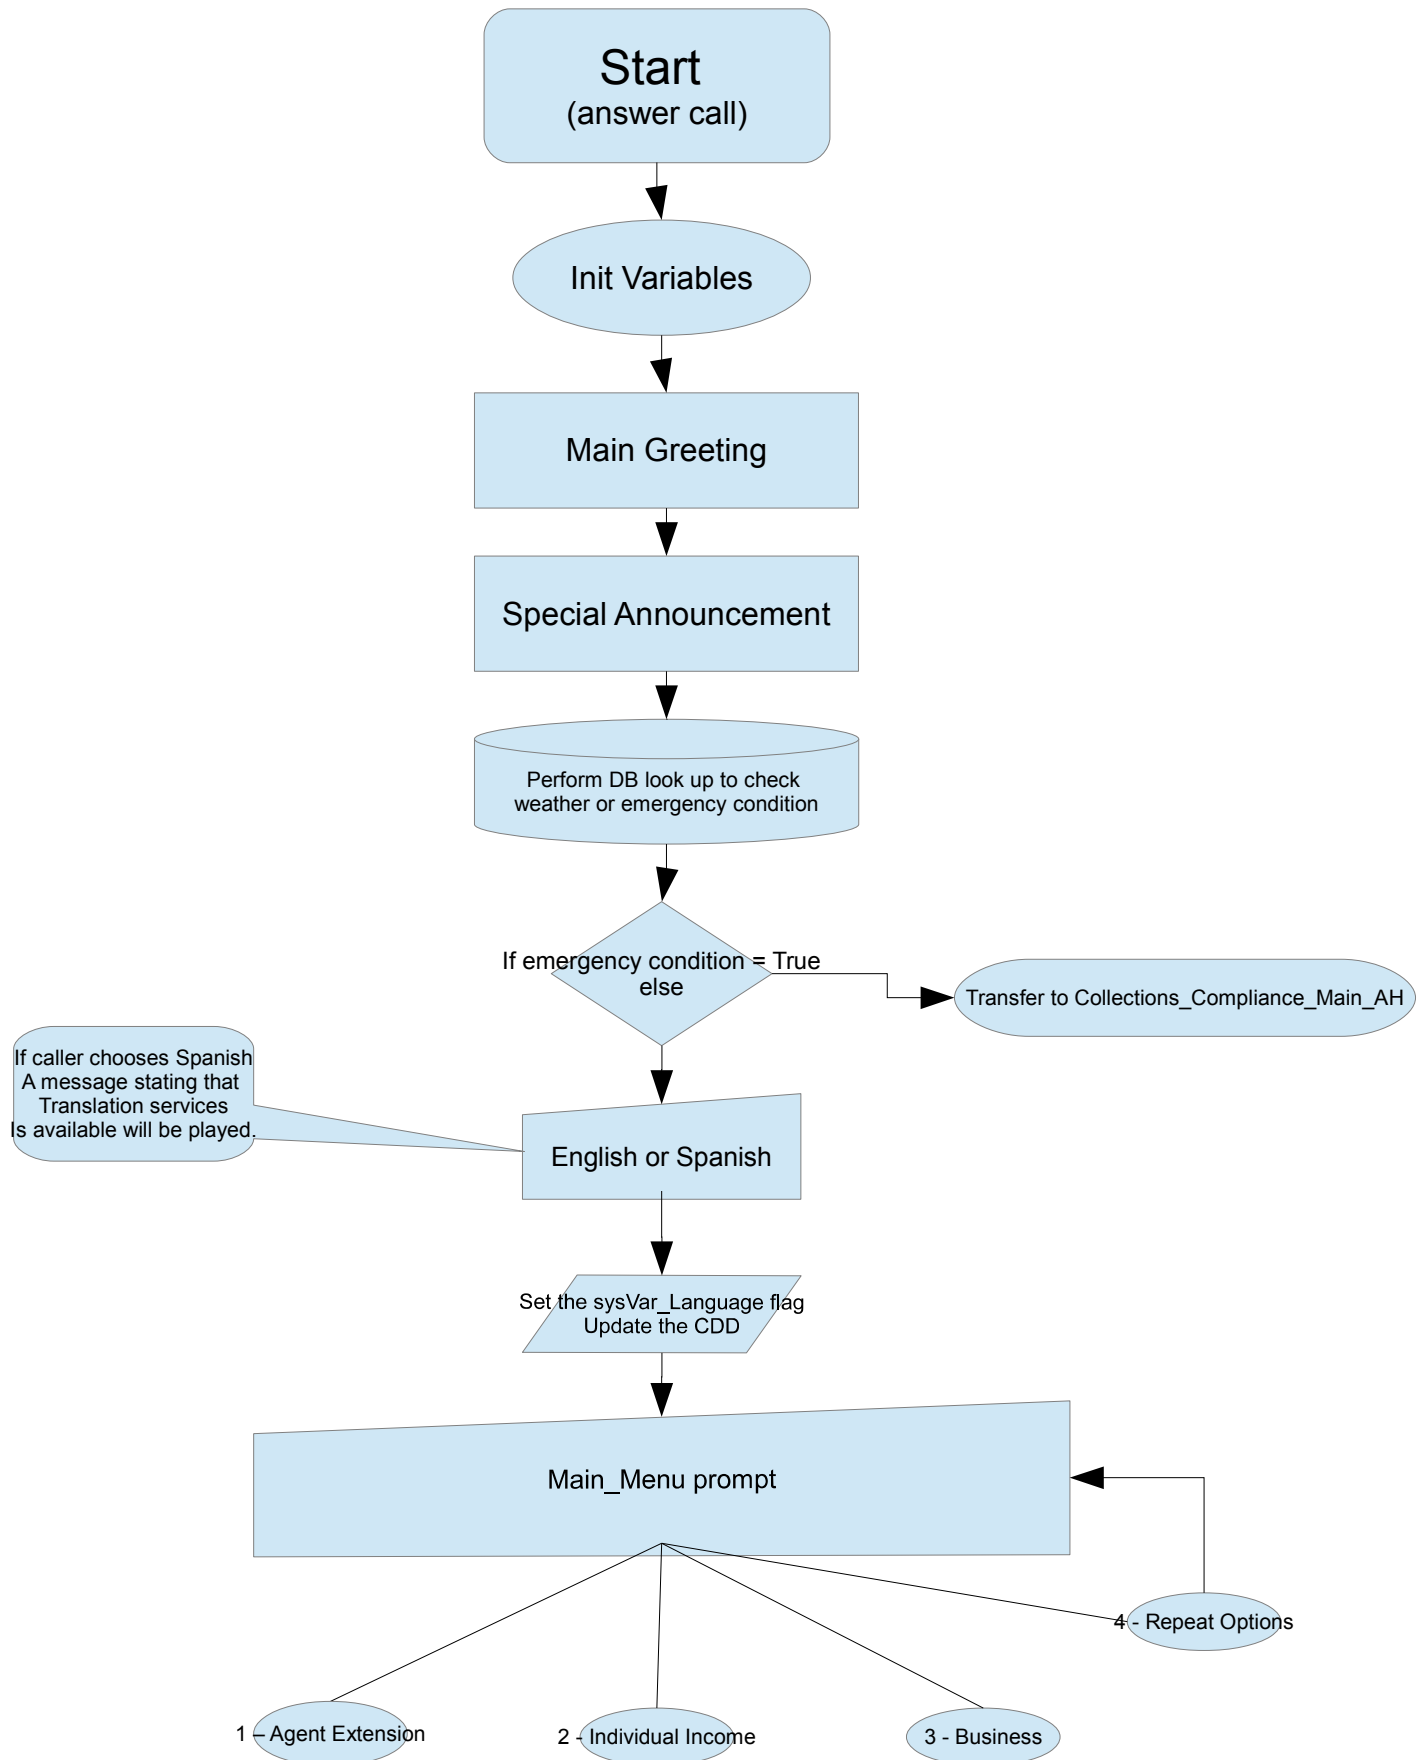 Start
(answer call)
Init Variables
Main Greeting
Special Announcement
Perform DB look up to check
weather or emergency condition
If emergency condition = True
else
Transfer to Collections_Compliance_Main_AH
If caller chooses Spanish
A message stating that
Translation services
Is available will be played.
English or Spanish
Set the sysVar_Language flag
Update the CDD
Main_Menu prompt
4 - Repeat Options
1 – Agent Extension
2 - Individual Income
3 - Business